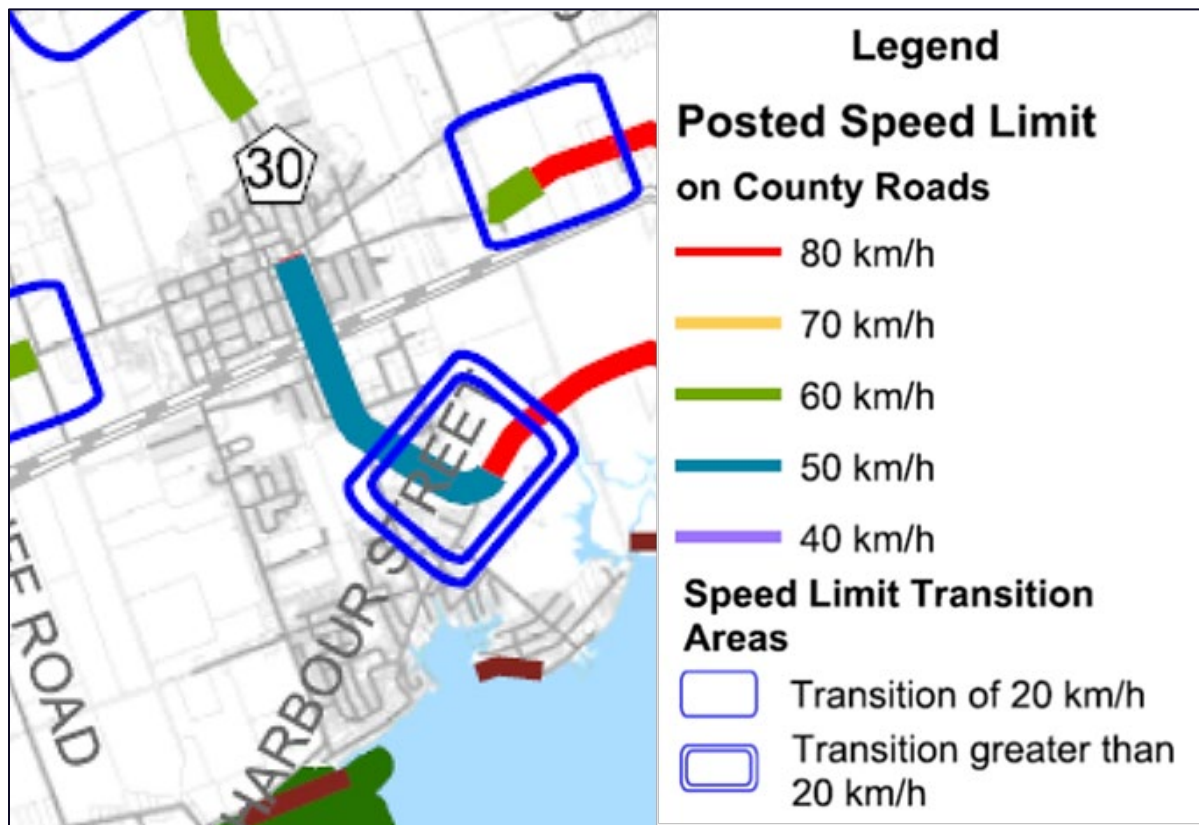 30
HARBOUR STREET
ROAD
Legend
Posted Speed Limit
on County Roads
80 km/h
70 km/h
60 km/h
50 km/h
40 km/h
Speed Limit Transition
Areas
Transition of 20 km/h
Transition greater than
20 km/h